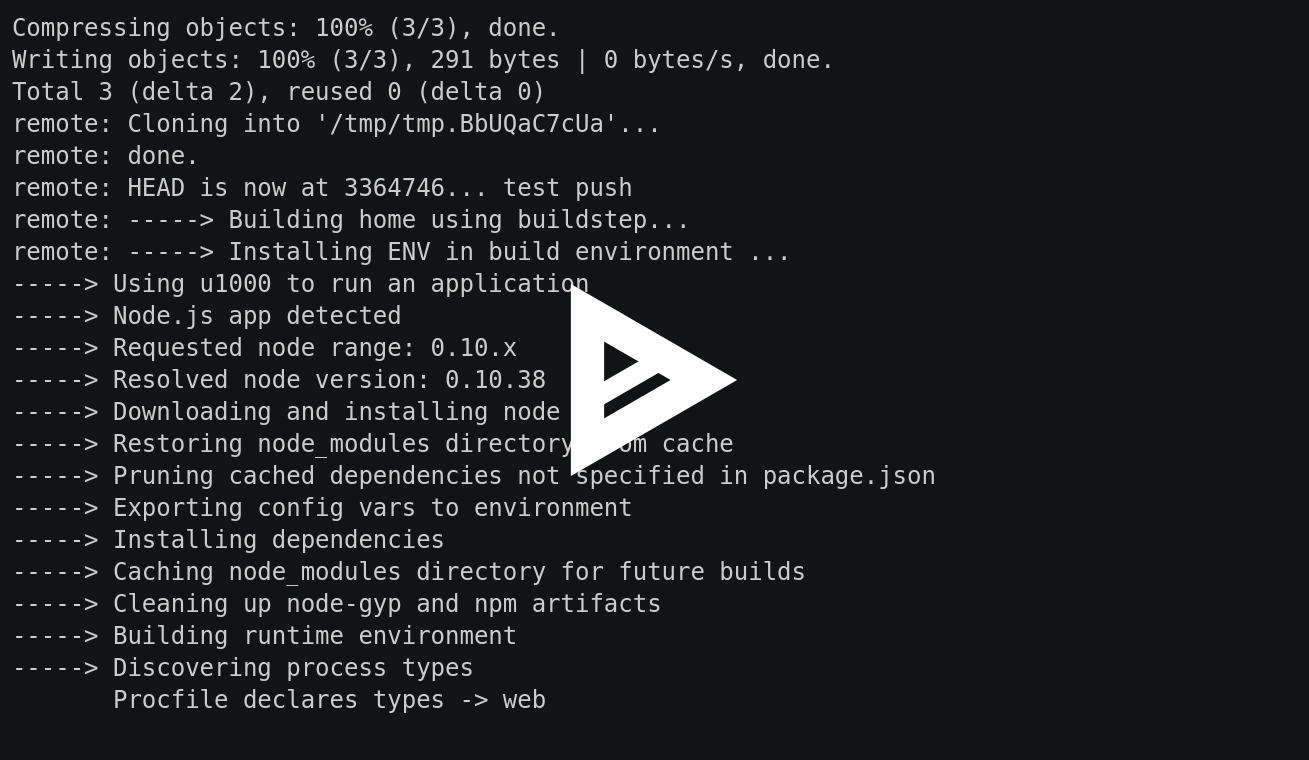 Compressing objects: 100% (3/3), done.
Writing objects: 100% (3/3), 291 bytes | 0 bytes/s, done.
Total 3 (delta 2), reused 0 (delta 0)
remote: Cloning into '/tmp/tmp.BbUQaC7cUa'...
remote: done.
remote: HEAD is now at 3364746... test push
remote: -----> Building home using buildstep...
remote: -----> Installing ENV in build environment ...
-----> Using u1000 to run an application
-----> Node.js app detected
-----> Requested node range: 0.10.x
-----> Resolved node version: 0.10.38
-----> Downloading and installing node
-----> Restoring node_modules directory cache
-----> Pruning cached dependencies not specified in package.json
-----> Exporting config vars to environment
-----> Installing dependencies
-----> Caching node_modules directory for future builds
-----> Cleaning up node-gyp and npm artifacts
-----> Building runtime environment
-----> Discovering process types
       Procfile declares types -> web